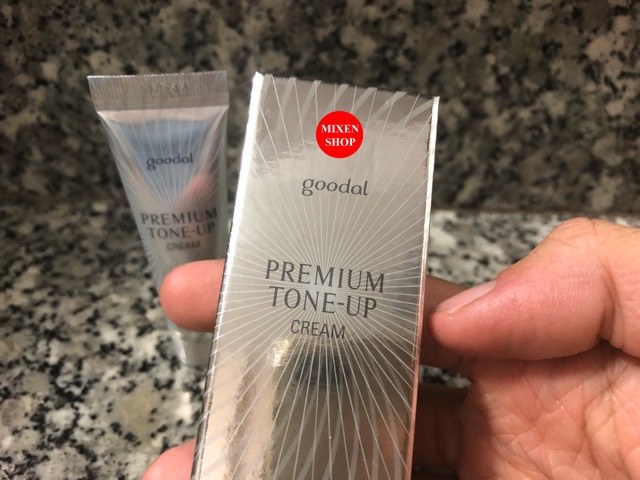 goodal
PREMIUM
TONE-UP
CREAM
MIXEN
SHOP
goodal
PREMIUM
TONE-UP
CREAM